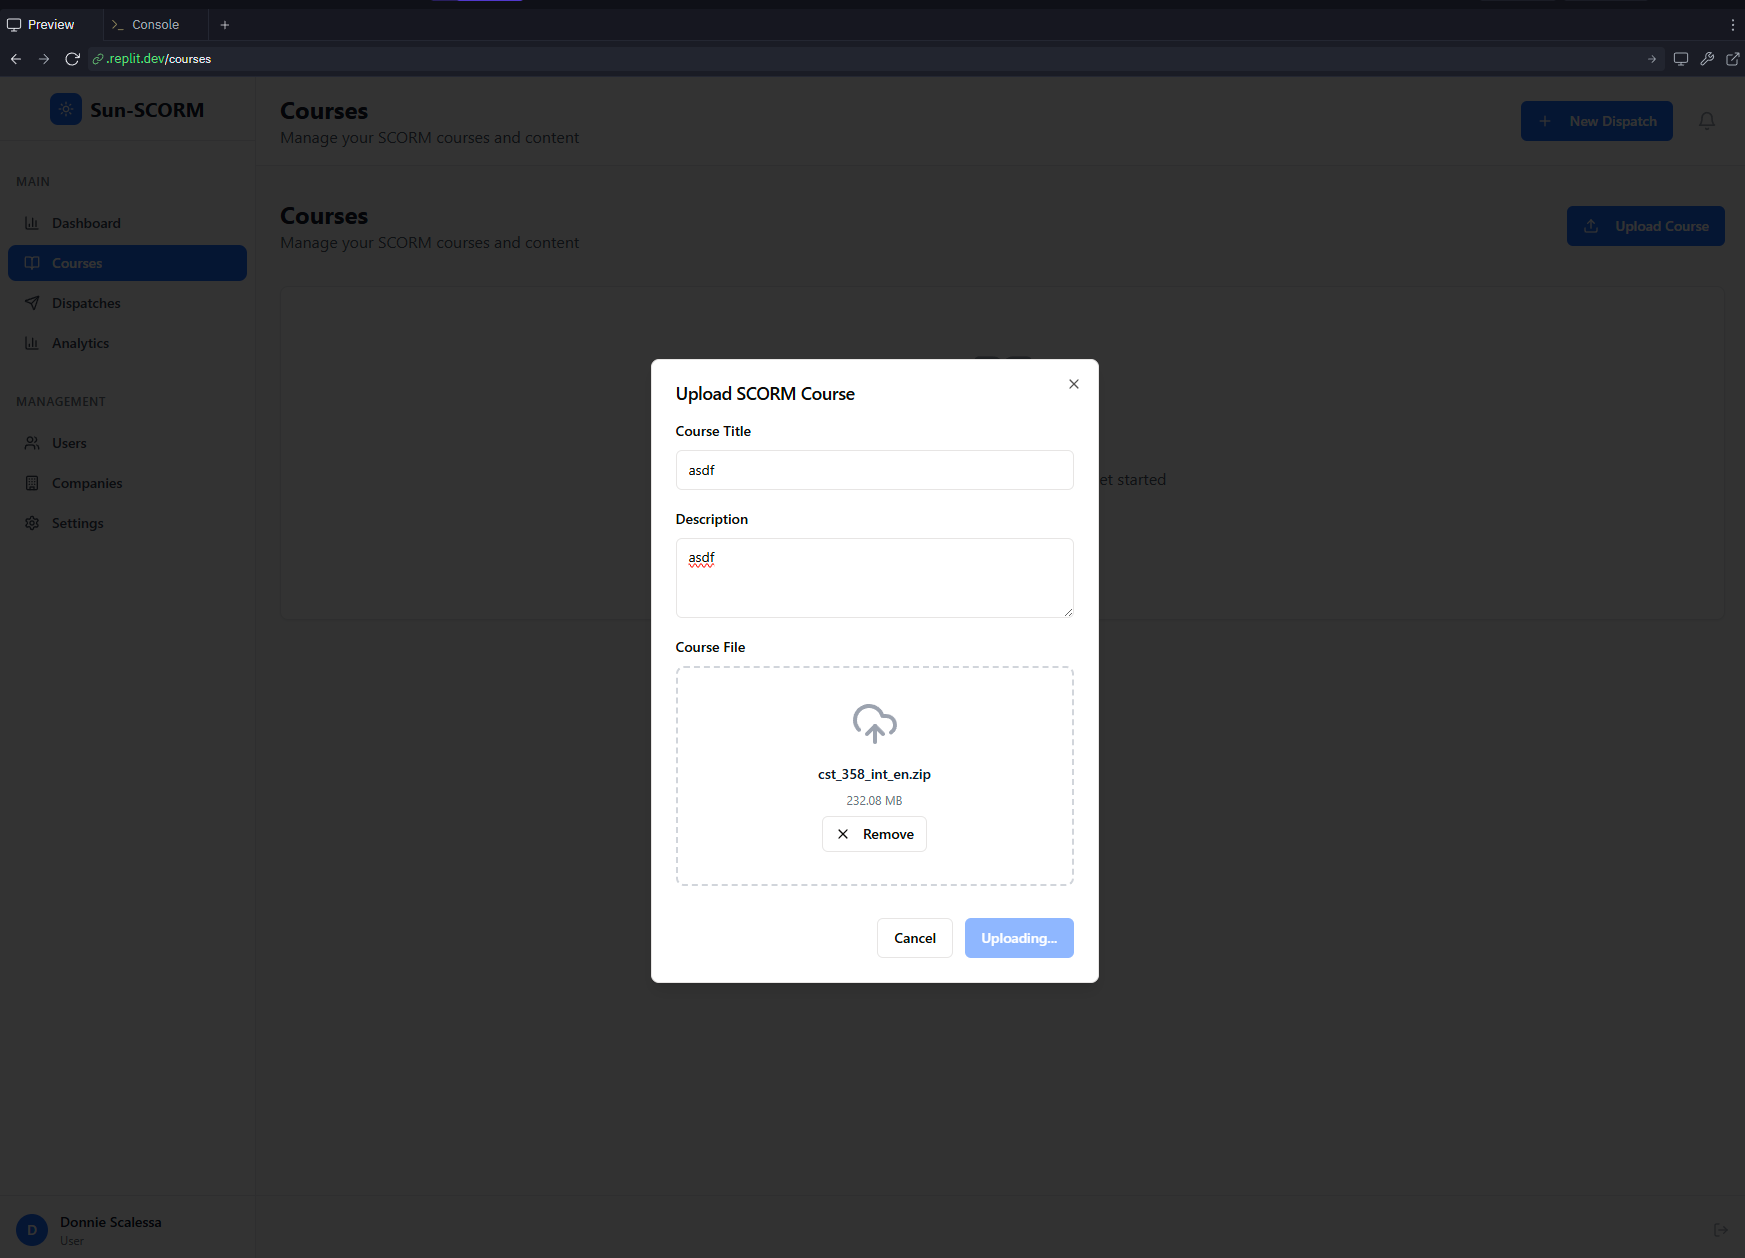 Preview
Console
.replit.dev/courses
Sun-SCORM
Courses
Manage your SCORM courses and content
New Dispatch
MAIN
Dashboard
Courses
Dispatches
Analytics
MANAGEMENT
Users
Companies
Settings
Courses
Manage your SCORM courses and content
Upload Course
et started
Upload SCORM Course
Course Title
asdf
Description
asdf
Course File
cst_358_int_en.zip
232.08 MB
Remove
Cancel
Uploading...
D
Donnie Scalessa
User